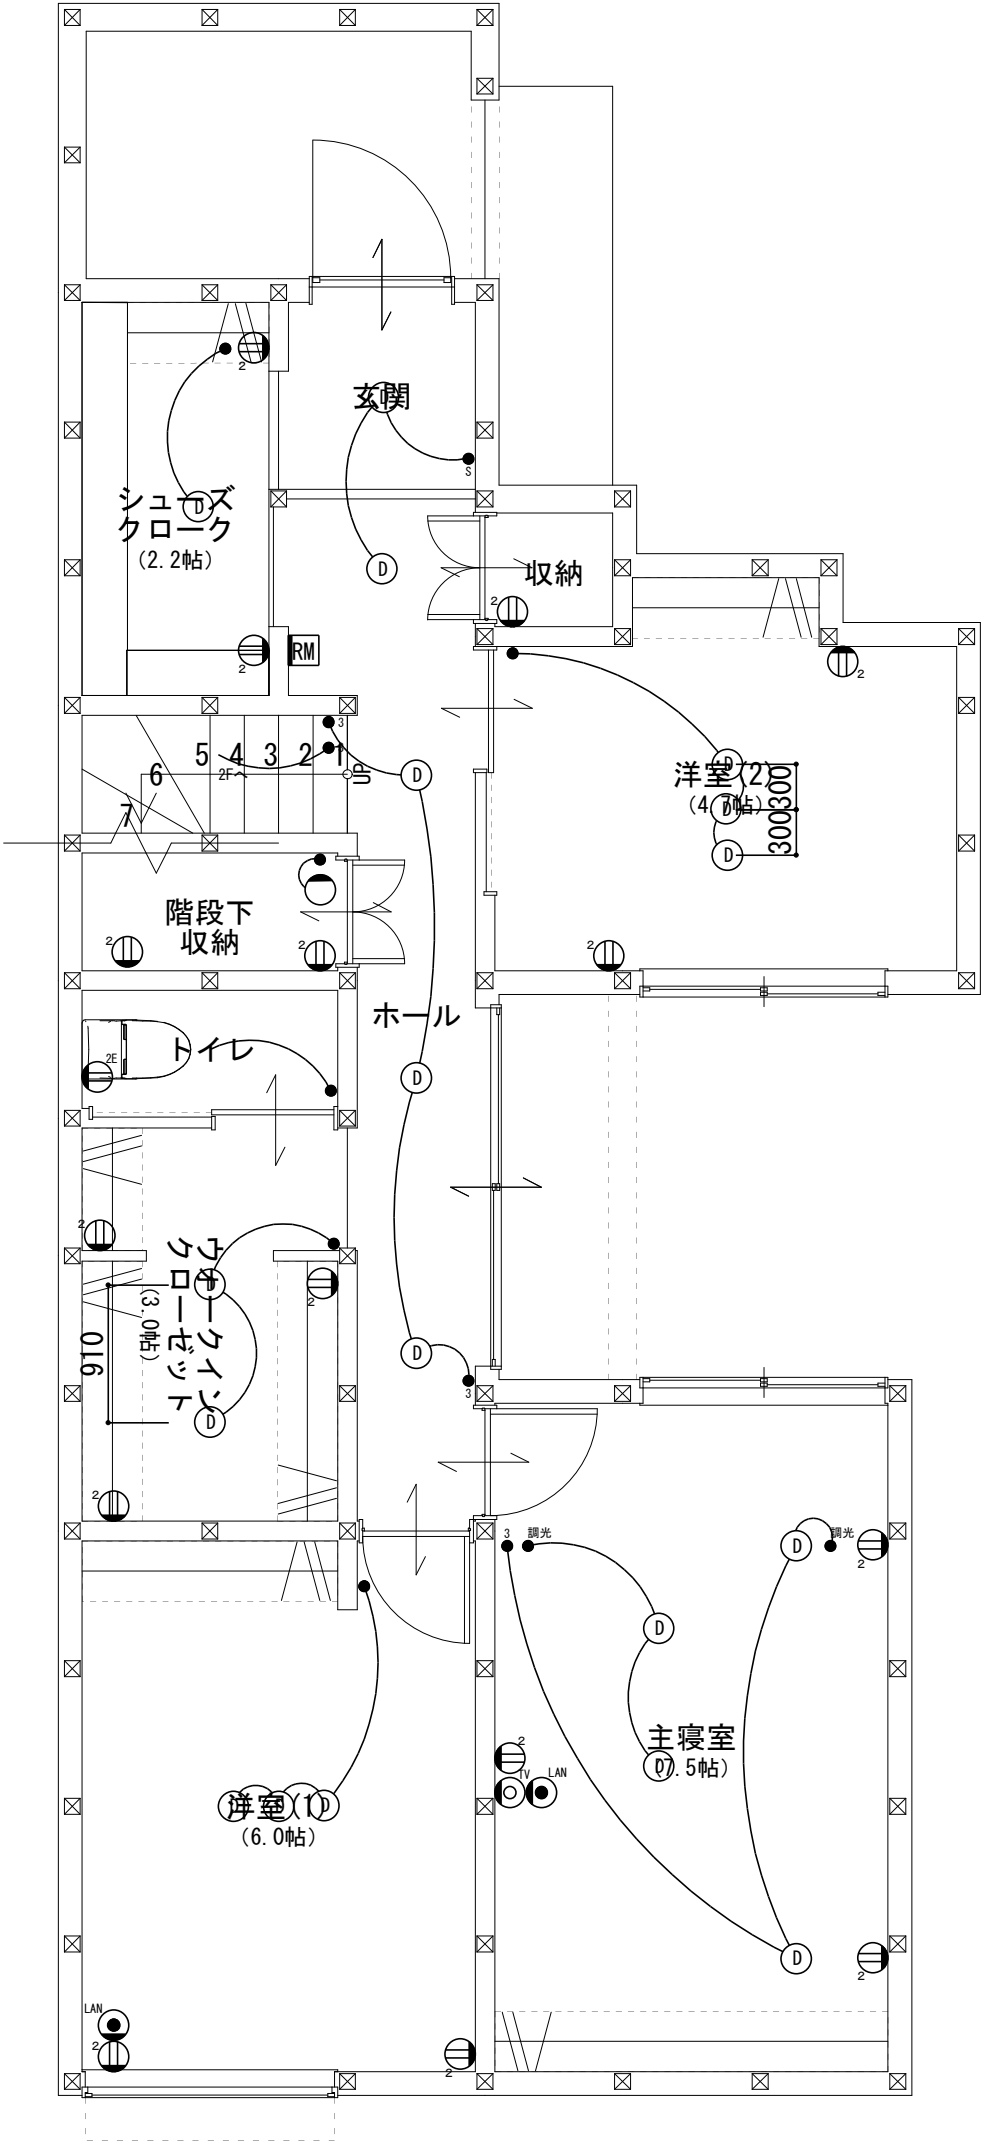 2
玄関
D
S
シューズ
クローク
D
(2.2帖)
D
収納
2
RM
2
2
3
5 4 3 2 1
2Fへ
UP
6
7
D
D
洋室(2)
(4.7帖)
D
D
300
300
階段下
収納
2
2
2
ホール
トイレ
2E
D
2
ウォークイン
クローゼット
(3.0帖)
D
D
910
2
2
D
3
3
調光
D
調光
2
D
主寝室
(7.5帖)
D
2
TV
LAN
洋室(1)
(6.0帖)
D
D
2
LAN
2
2